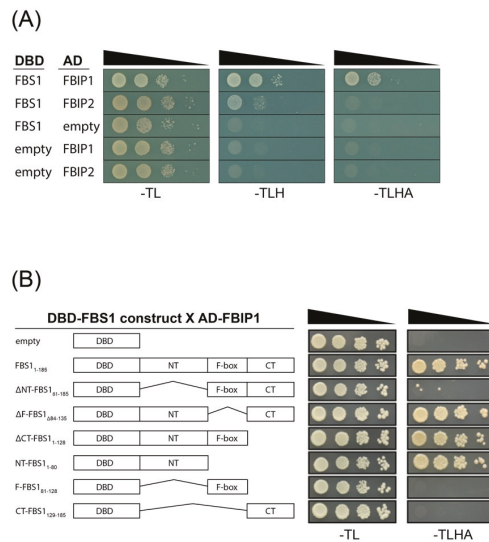 (A)
DBD AD
FBS1 FBIP1
FBS1 FBIP2
FBS1 empty
empty FBIP1
empty FBIP2
-TL -TLH -TLHA
(B)
DBD-FBS1 construct X AD-FBIP1
empty DBD
FBS1₁₋₁₈₅ DBD NT F-box CT
ΔNT-FBS1₈₁₋₁₈₅ DBD F-box CT
ΔF-FBS1Δ₈₄₋₁₃₅ DBD NT CT
ΔCT-FBS1₁₋₁₂₈ DBD NT F-box
NT-FBS1₁₋₈₀ DBD NT
F-FBS1₈₁₋₁₂₈ DBD F-box
CT-FBS1₁₂₉₋₁₈₅ DBD CT
-TL -TLHA